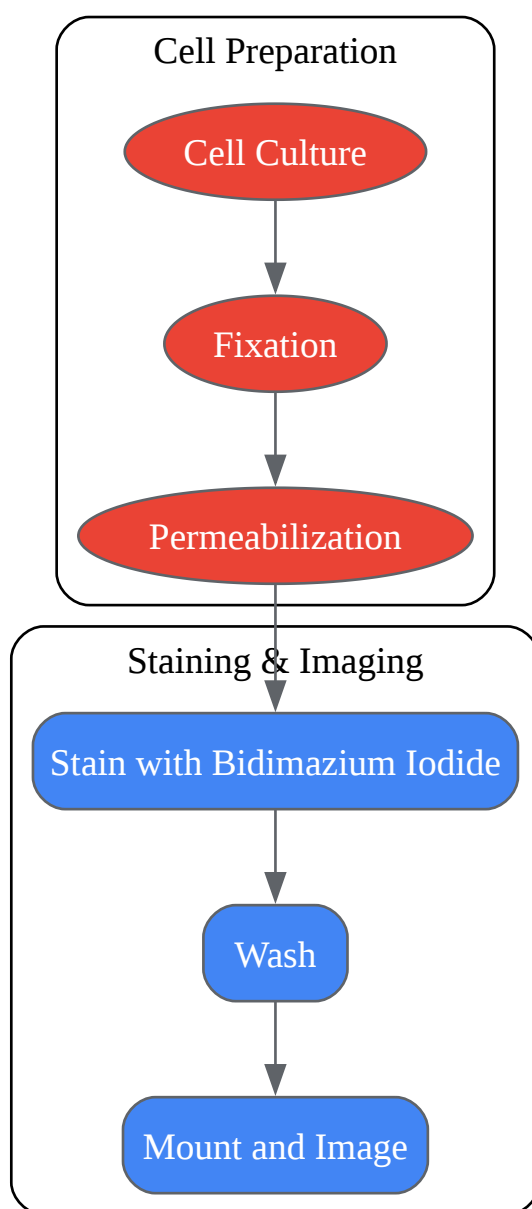 Cell Preparation
Cell Culture
Fixation
Permeabilization
Staining & Imaging
Stain with Bidimazium Iodide
Wash
Mount and Image